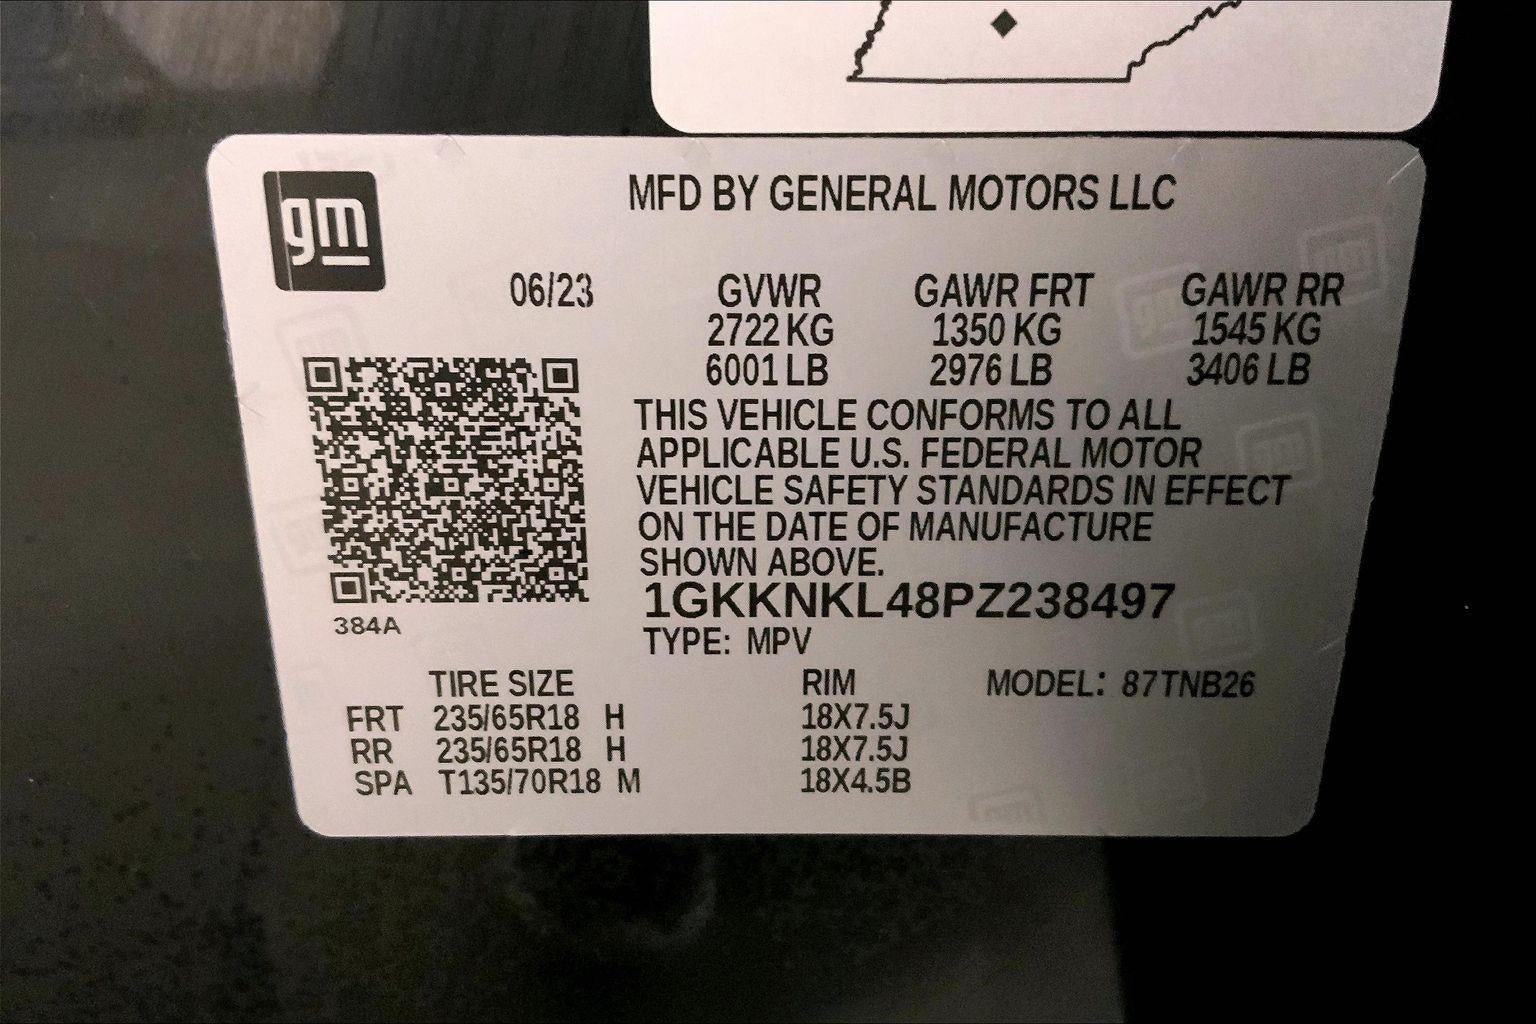 gm
MFD BY GENERAL MOTORS LLC
06/23 GVWR GAWR FRT GAWR RR
2722 KG 1350 KG 1545 KG
6001 LB 2976 LB 3406 LB
THIS VEHICLE CONFORMS TO ALL
APPLICABLE U.S. FEDERAL MOTOR
VEHICLE SAFETY STANDARDS IN EFFECT
ON THE DATE OF MANUFACTURE
SHOWN ABOVE.
1GKKNKL48PZ238497
384A
TYPE: MPV
TIRE SIZE RIM MODEL: 87TNB26
FRT 235/65R18 H 18X7.5J
RR 235/65R18 H 18X7.5J
SPA T135/70R18 M 18X4.5B